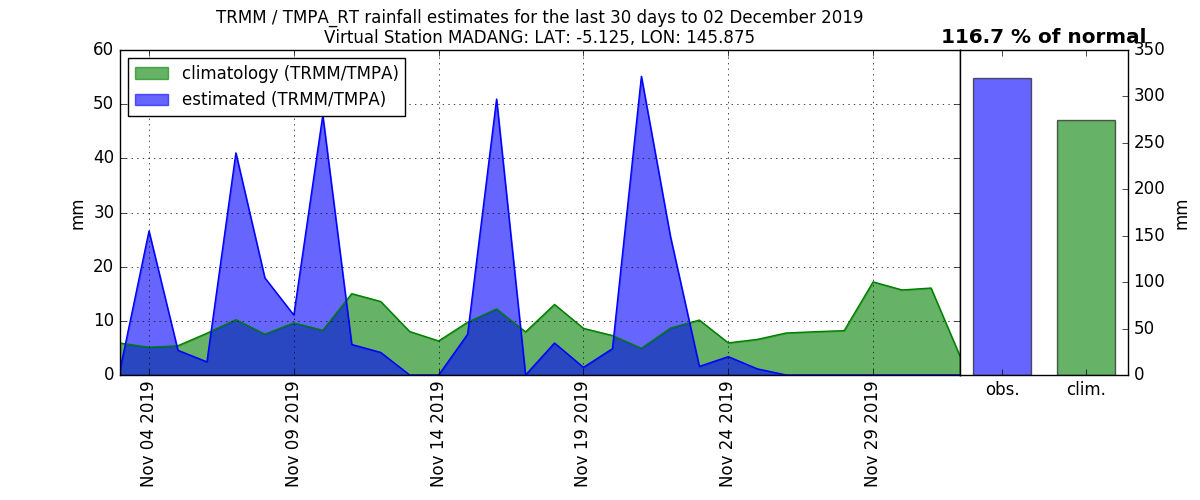 TRMM / TMPA_RT rainfall estimates for the last 30 days to 02 December 2019
Virtual Station MADANG: LAT: -5.125, LON: 145.875
116.7 % of normal
climatology (TRMM/TMPA)
estimated (TRMM/TMPA)
60
50
40
30
20
10
0
mm
Nov 04 2019
Nov 09 2019
Nov 14 2019
Nov 19 2019
Nov 24 2019
Nov 29 2019
350
300
250
200
150
100
50
0
mm
obs.
clim.